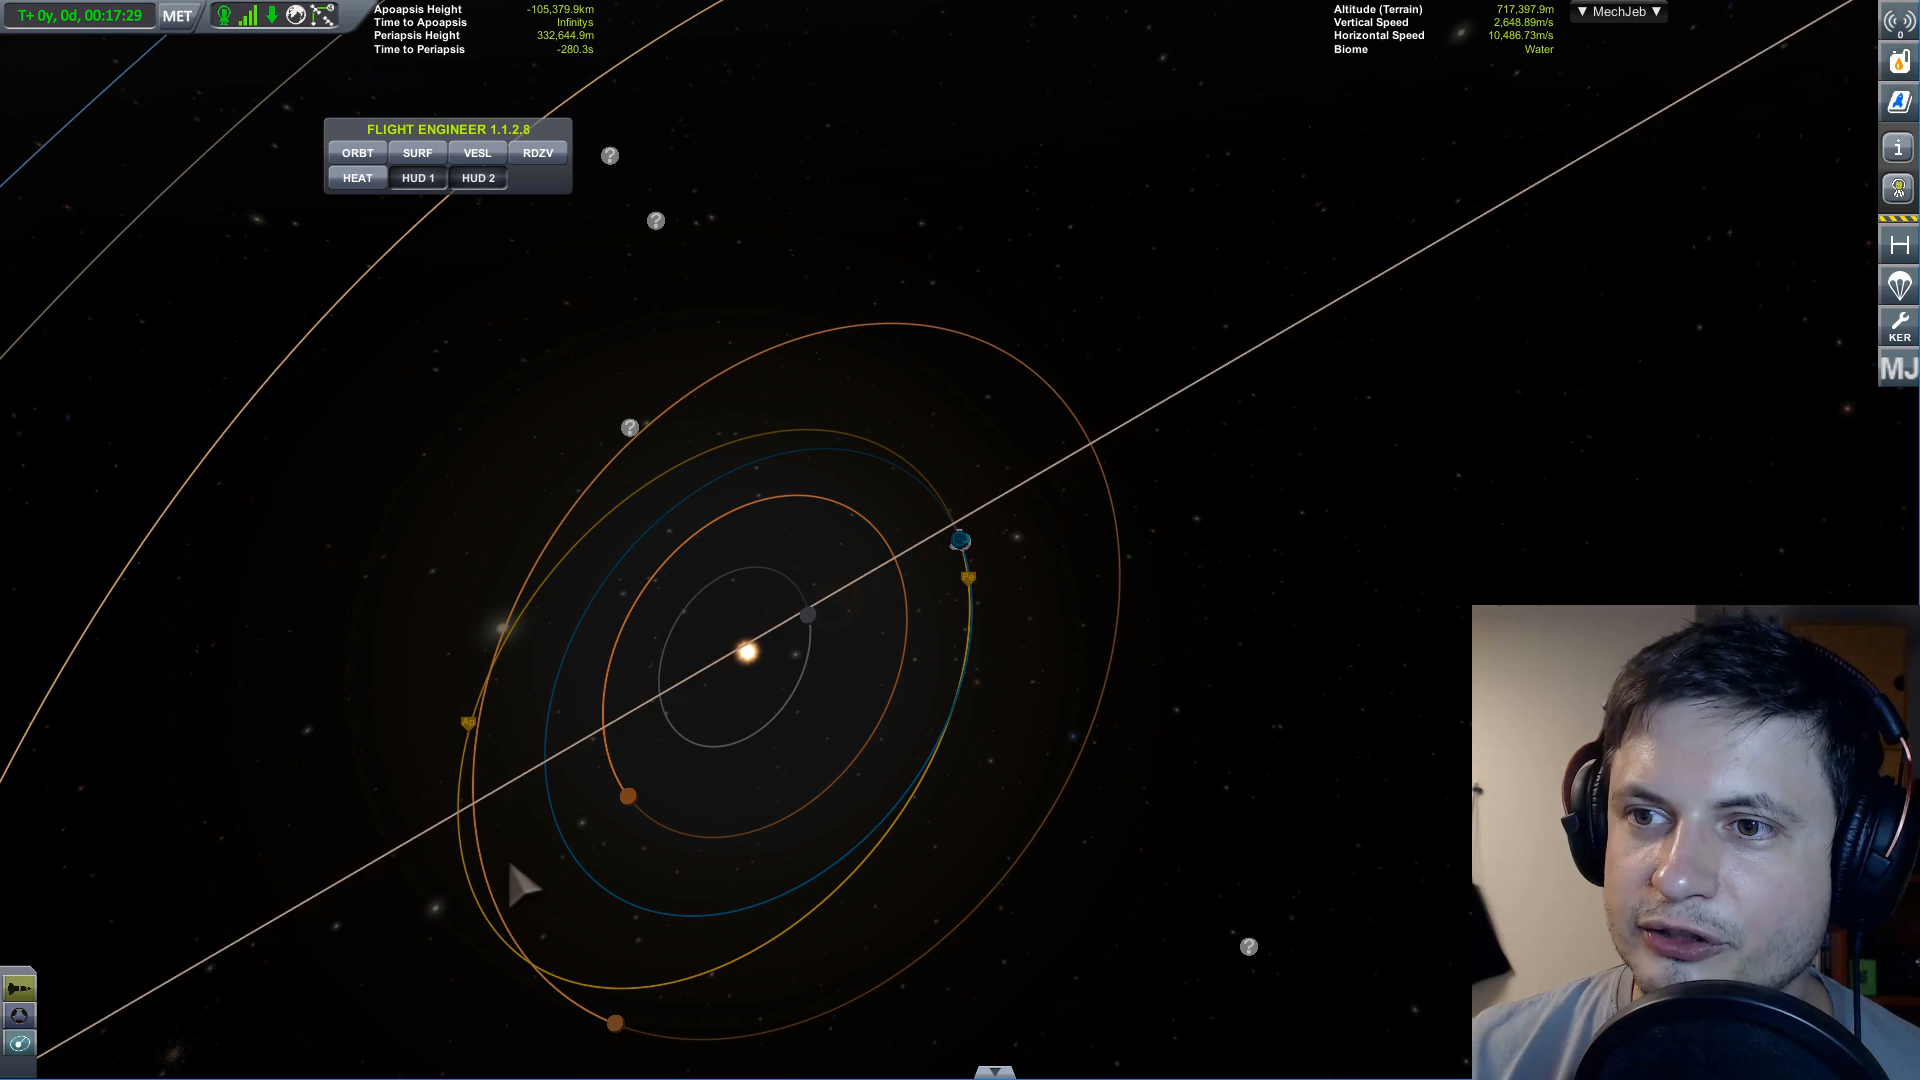 T+ 0y, 0d, 00:17:29
MET
Apoapsis Height -105,379.9km
Time to Apoapsis Infinitys
Periapsis Height 332,644.9m
Time to Periapsis -280.3s
Altitude (Terrain) 717,397.9m
Vertical Speed 2,648.89m/s
Horizontal Speed 10,486.73m/s
Biome Water
▼ MechJeb ▼
0
FLIGHT ENGINEER 1.1.2.8
ORBT SURF VESL RDZV
HEAT HUD 1 HUD 2
?
?
?
?
Pe
Ap
i
KER
MJ